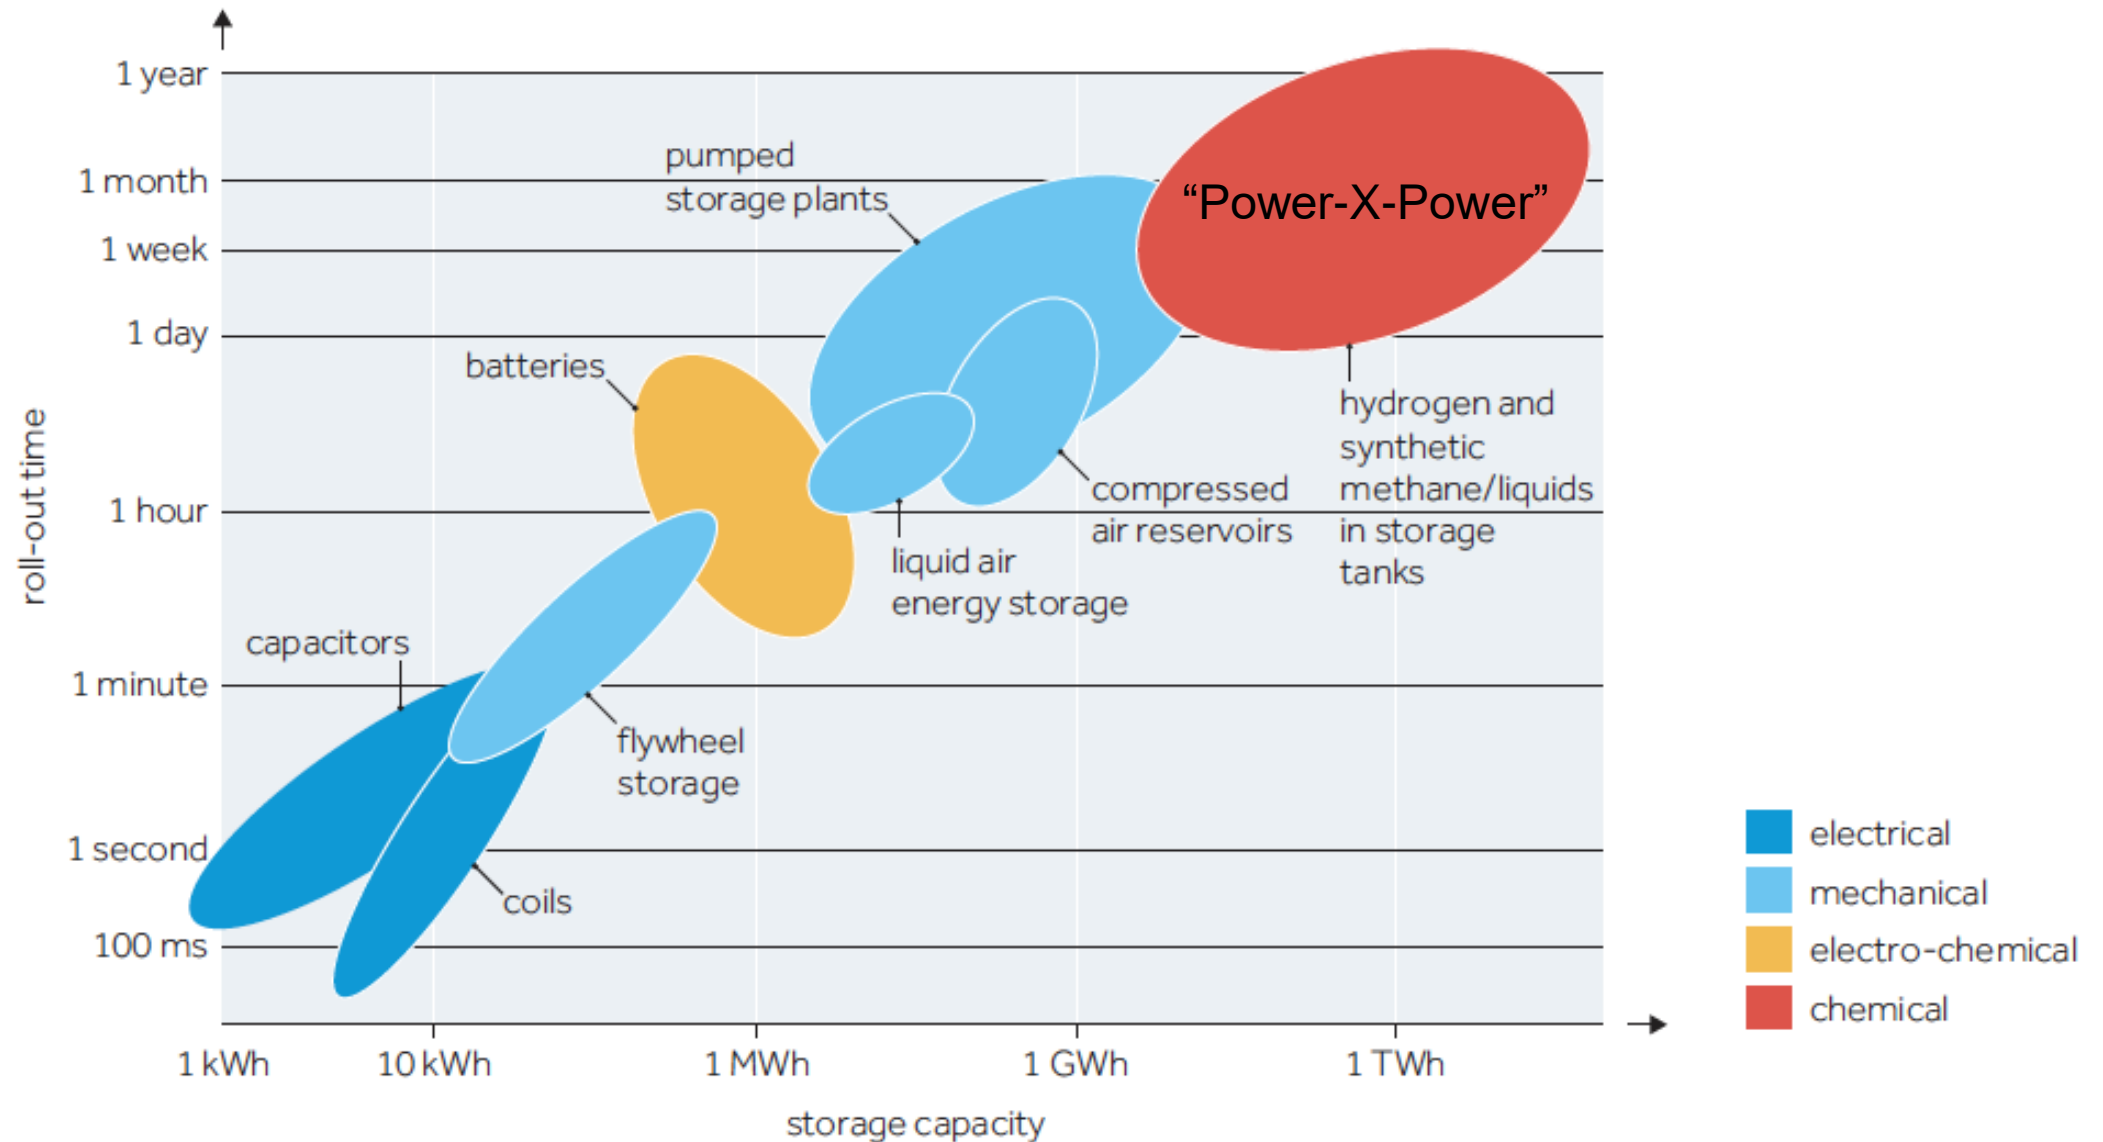 1 year
1 month
1 week
1 day
1 hour
1 minute
1 second
100 ms
roll-out time
pumped
storage plants
"Power-X-Power"
batteries
hydrogen and
synthetic
methane/liquids
in storage
tanks
compressed
air reservoirs
liquid air
energy storage
capacitors
flywheel
storage
coils
1 kWh
10 kWh
1 MWh
1 GWh
1 TWh
storage capacity
electrical
mechanical
electro-chemical
chemical